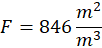 F = 846 m²/m³